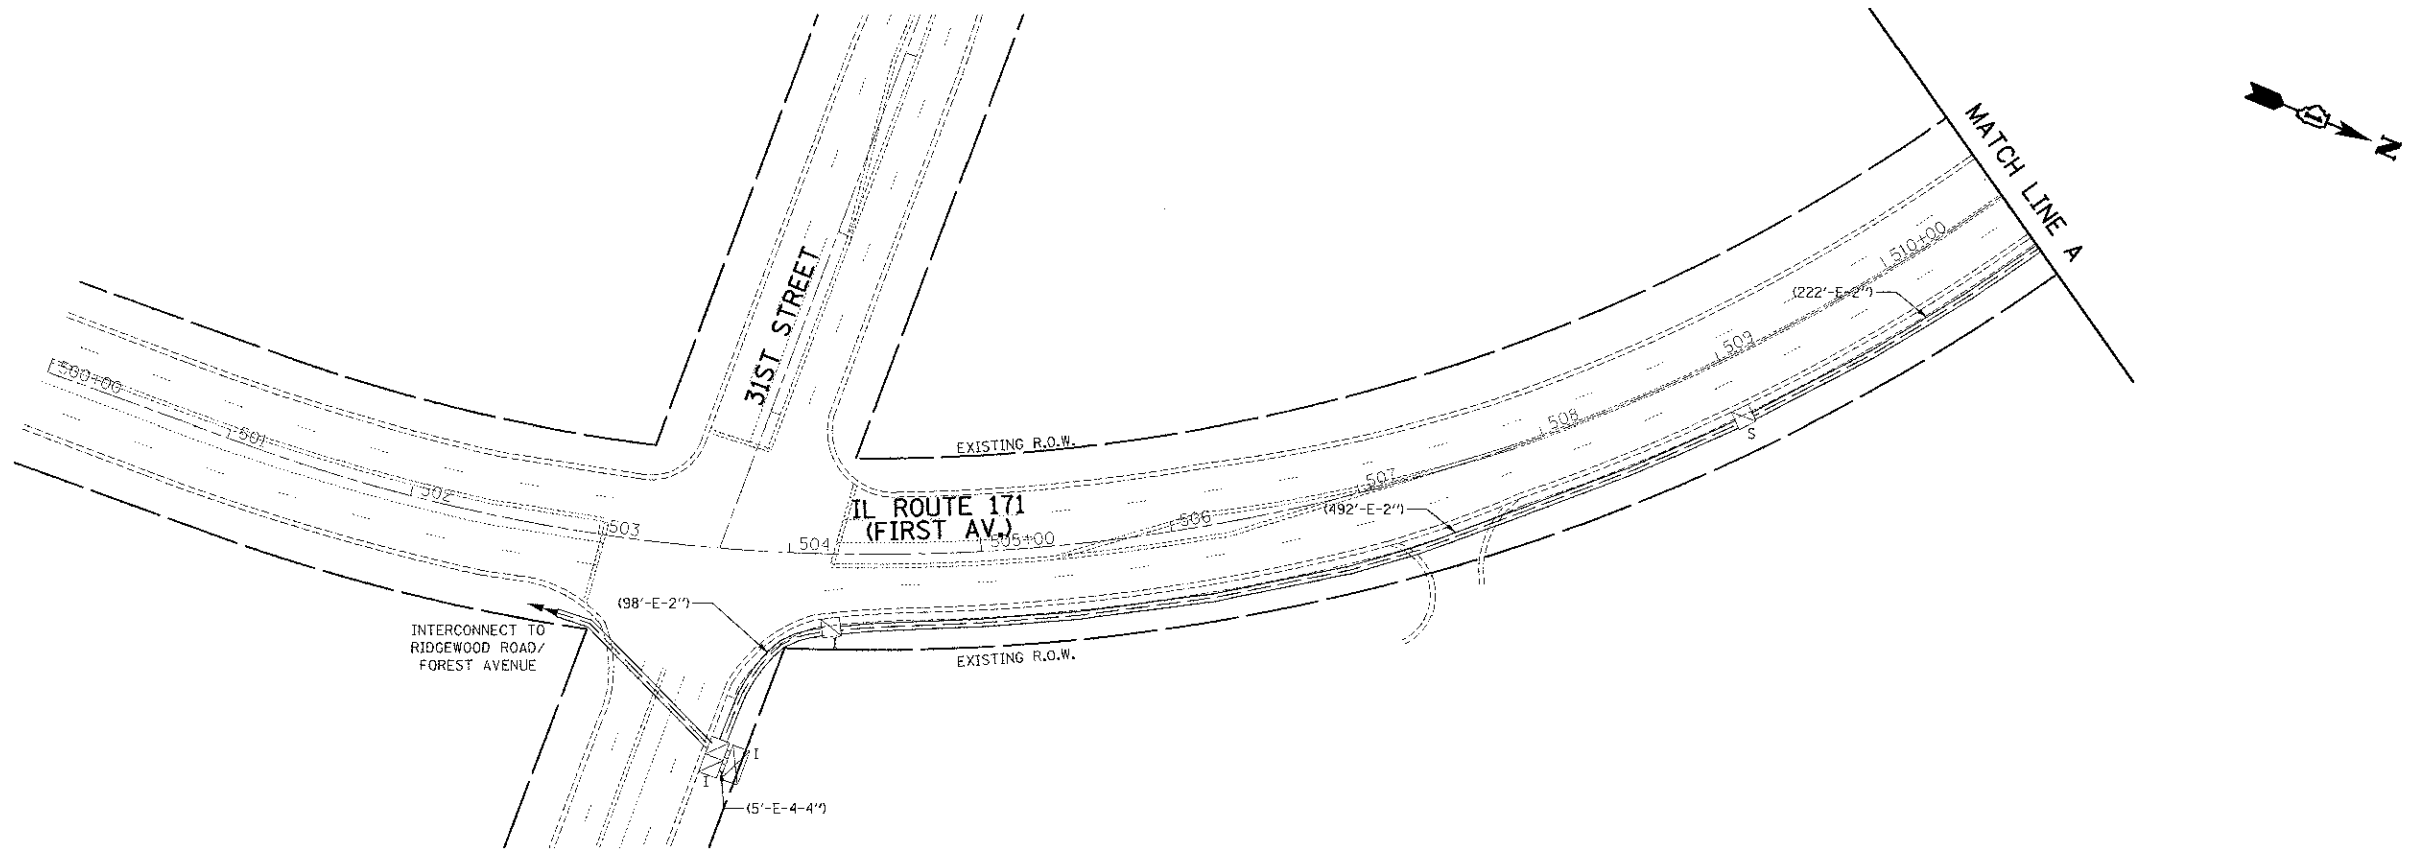 MATCH LINE A
N
31ST STREET
510+00
(222'-E-2")
509
500+00
508
501
EXISTING R.O.W.
507
502
IL ROUTE 171
(FIRST AV.)
(492'-E-2")
506
503
504
505+00
(98'-E-2")
INTERCONNECT TO
RIDGEWOOD ROAD/
FOREST AVENUE
EXISTING R.O.W.
S
I
I
(5'-E-4-4")